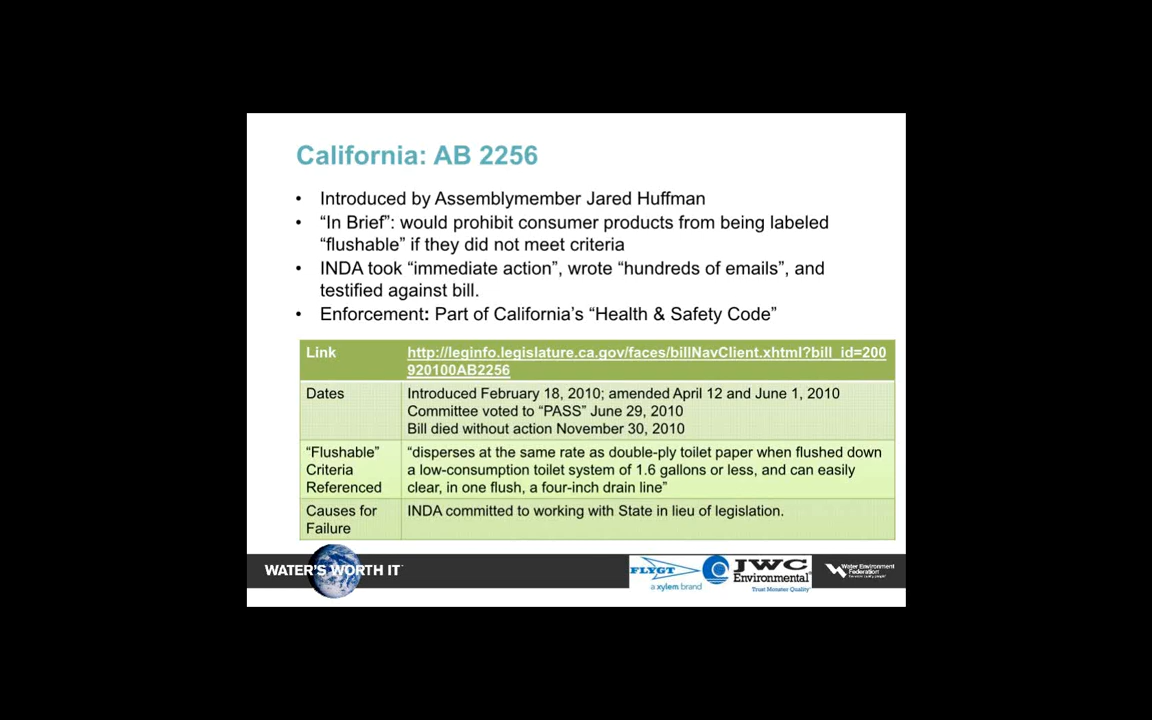 California: AB 2256
• Introduced by Assemblymember Jared Huffman
• “In Brief”: would prohibit consumer products from being labeled
“flushable” if they did not meet criteria
• INDA took “immediate action”, wrote “hundreds of emails”, and
testified against bill.
• Enforcement: Part of California’s “Health & Safety Code”
Link
http://leginfo.legislature.ca.gov/faces/billNavClient.xhtml?bill_id=200
920100AB2256
Dates
Introduced February 18, 2010; amended April 12 and June 1, 2010
Committee voted to “PASS” June 29, 2010
Bill died without action November 30, 2010
“Flushable”
Criteria
Referenced
“disperses at the same rate as double-ply toilet paper when flushed down
a low-consumption toilet system of 1.6 gallons or less, and can easily
clear, in one flush, a four-inch drain line”
Causes for
Failure
INDA committed to working with State in lieu of legislation.
WATER'S WORTH IT
FLYGT
a xylem brand
JWC
Environmental
Trust Monster Quality
Water Environment
Federation